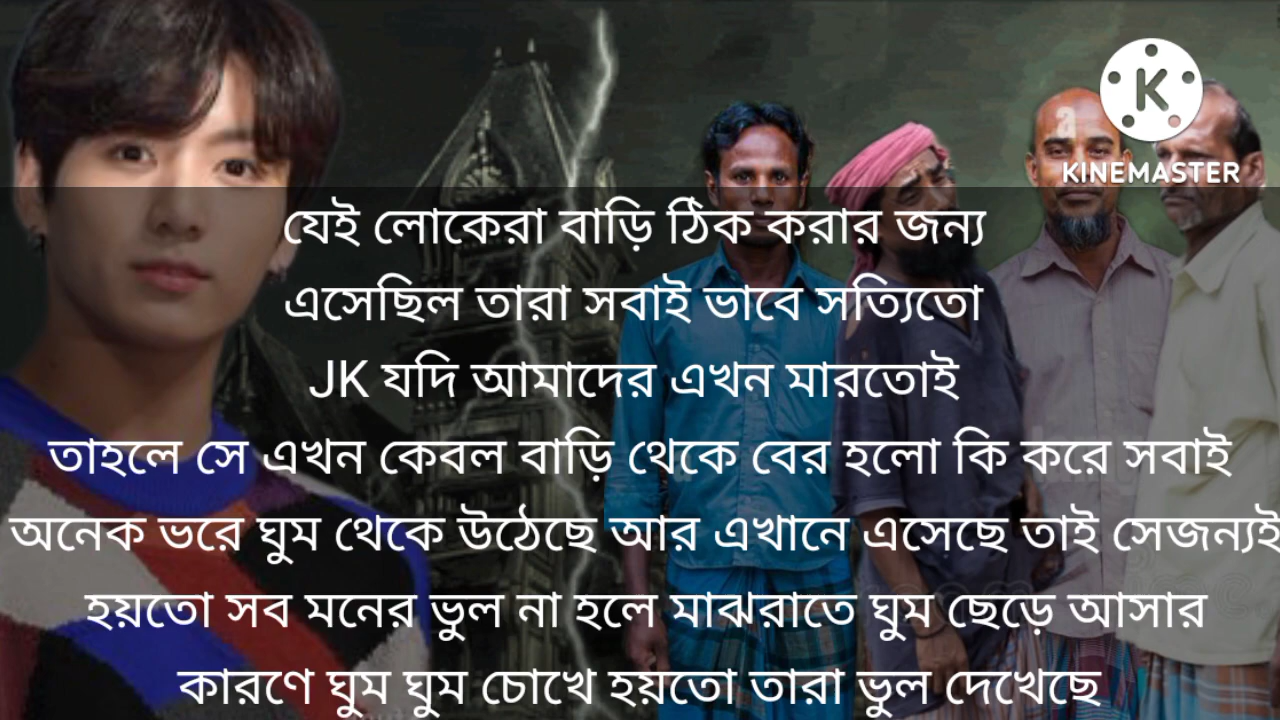 KINEMASTER
যেই লোকেরা বাড়ি ঠিক করার জন্য
এসেছিল তারা সবাই ভাবে সত্যিতো
JK যদি আমাদের এখন মারতোই
তাহলে সে এখন কেবল বাড়ি থেকে বের হলো কি করে সবাই
অনেক ভরে ঘুম থেকে উঠেছে আর এখানে এসেছে তাই সেজন্যই
হয়তো সব মনের ভুল না হলে মাঝরাতে ঘুম ছেড়ে আসার
কারণে ঘুম ঘুম চোখে হয়তো তারা ভুল দেখেছে